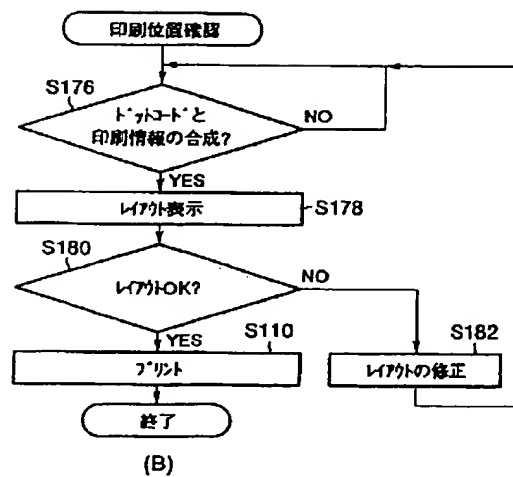 印刷位置確認
S176
ﾄﾞｯﾄｺｰﾄﾞと
印刷情報の合成?
NO
YES
ﾚｲｱｳﾄ表示
S178
S180
ﾚｲｱｳﾄOK?
NO
YES
S110
ﾌﾟﾘﾝﾄ
S182
ﾚｲｱｳﾄの修正
終了
(B)